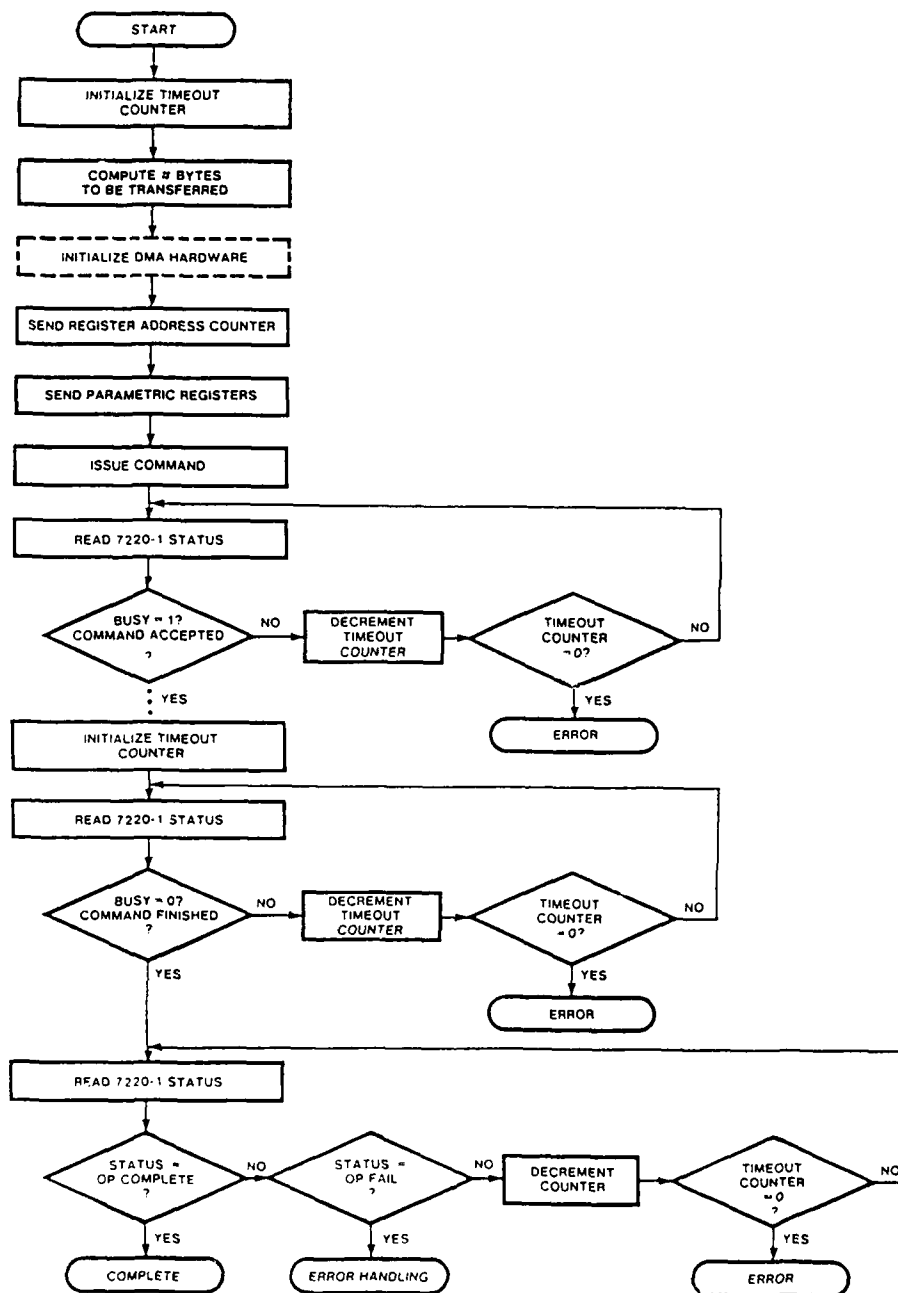 START
INITIALIZE TIMEOUT
COUNTER
COMPUTE # BYTES
TO BE TRANSFERRED
INITIALIZE DMA HARDWARE
SEND REGISTER ADDRESS COUNTER
SEND PARAMETRIC REGISTERS
ISSUE COMMAND
READ 7220-1 STATUS
BUSY = 1?
COMMAND ACCEPTED
?
NO
DECREMENT
TIMEOUT
COUNTER
TIMEOUT
COUNTER
= 0?
NO
YES
YES
ERROR
INITIALIZE TIMEOUT
COUNTER
READ 7220-1 STATUS
BUSY = 0?
COMMAND FINISHED
?
NO
DECREMENT
TIMEOUT
COUNTER
TIMEOUT
COUNTER
= 0?
NO
YES
YES
ERROR
READ 7220-1 STATUS
STATUS =
OP COMPLETE
?
NO
STATUS =
OP FAIL
?
NO
DECREMENT
COUNTER
TIMEOUT
COUNTER
= 0
?
NO
YES
YES
YES
COMPLETE
ERROR HANDLING
ERROR